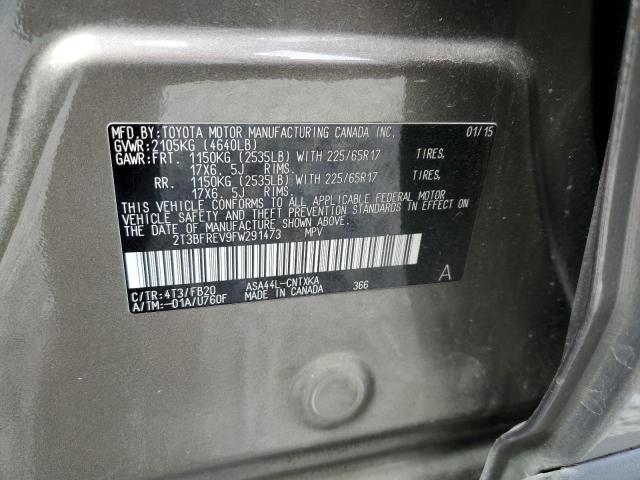 MFD.BY:TOYOTA MOTOR MANUFACTURING CANADA INC. 01/15
GVWR:2105KG (4640LB)
GAWR:FRT. 1150KG (2535LB) WITH 225/65R17 TIRES,
17X6. 5J RIMS.
RR. 1150KG (2535LB) WITH 225/65R17 TIRES,
17X6. 5J RIMS.
THIS VEHICLE CONFORMS TO ALL APPLICABLE FEDERAL MOTOR
VEHICLE SAFETY AND THEFT PREVENTION STANDARDS IN EFFECT ON
THE DATE OF MANUFACTURE SHOWN ABOVE.
2T3BFREV9FW291473 MPV
C/TR:4T3/FB20 ASA44L-CNTXKA 366 A
A/TM:-01A/U760F MADE IN CANADA